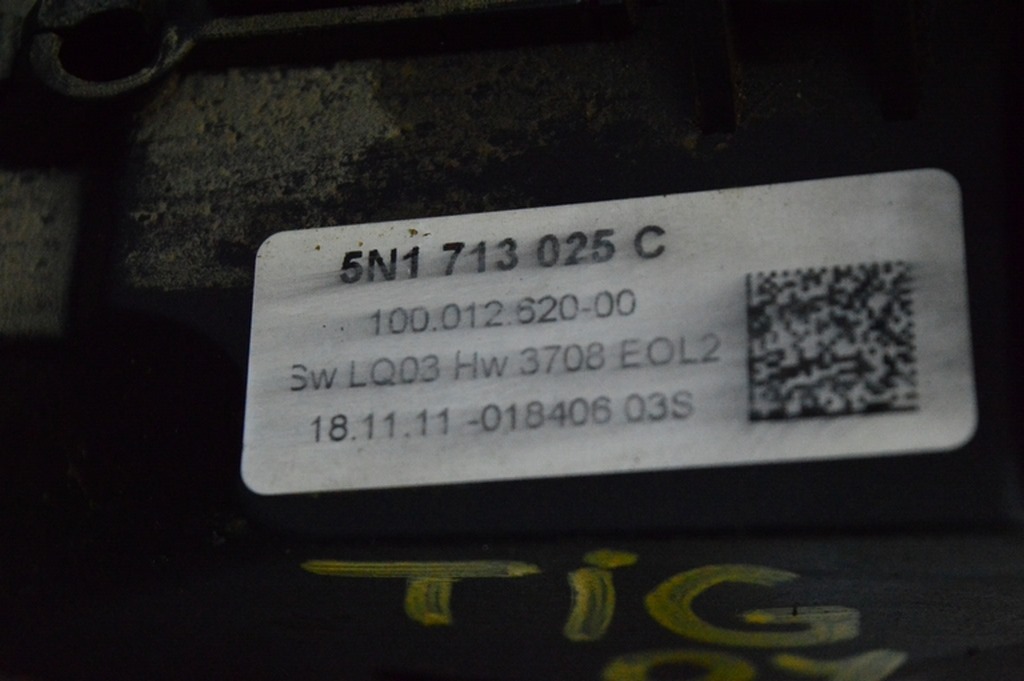 5N1 713 025 C
100.012.620-00
Sw LQ03 Hw 3708 EOL2
18.11.11 -018406 03S
TiG